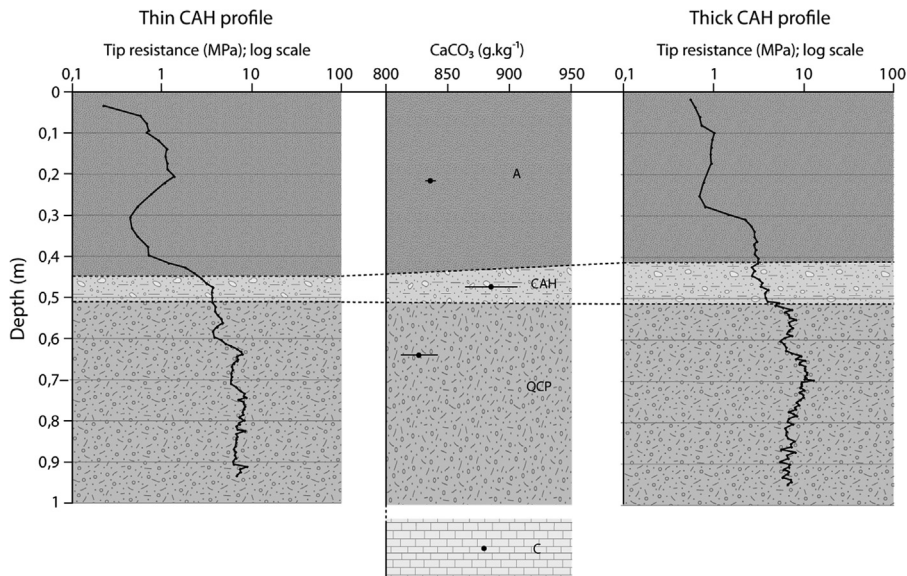 Thin CAH profile
Thick CAH profile
Tip resistance (MPa); log scale
CaCO₃ (g.kg⁻¹)
Tip resistance (MPa); log scale
0,1 1 10 100
800 850 900 950
0,1 1 10 100
Depth (m)
0
0,1
0,2
0,3
0,4
0,5
0,6
0,7
0,8
0,9
1
A
CAH
QCP
C